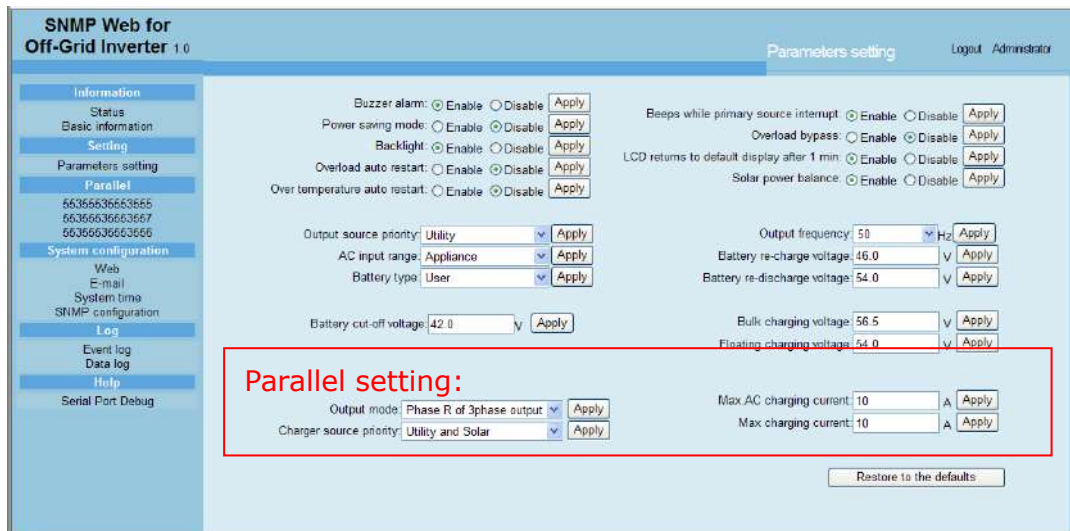 SNMP Web for
Off-Grid Inverter 1.0
Parameters setting
Logout Administrator
Information
Status
Basic information
Setting
Parameters setting
Parallel
55355535553555
55355535553557
55355535553556
System configuration
Web
E-mail
System time
SNMP configuration
Log
Event log
Data log
Help
Serial Port Debug
Buzzer alarm: Enable Disable Apply
Power saving mode: Enable Disable Apply
Backlight: Enable Disable Apply
Overload auto restart: Enable Disable Apply
Over temperature auto restart: Enable Disable Apply
Beeps while primary source interrupt: Enable Disable Apply
Overload bypass: Enable Disable Apply
LCD returns to default display after 1 min: Enable Disable Apply
Solar power balance: Enable Disable Apply
Output source priority: Utility Apply
AC input range: Appliance Apply
Battery type: User Apply
Output frequency: 50 Hz Apply
Battery re-charge voltage: 46.0 V Apply
Battery re-discharge voltage: 54.0 V Apply
Battery cut-off voltage: 42.0 V Apply
Bulk charging voltage: 56.5 V Apply
Floating charging voltage: 54.0 V Apply
Parallel setting:
Output mode: Phase R of 3phase output Apply
Charger source priority: Utility and Solar Apply
Max.AC charging current: 10 A Apply
Max charging current: 10 A Apply
Restore to the defaults